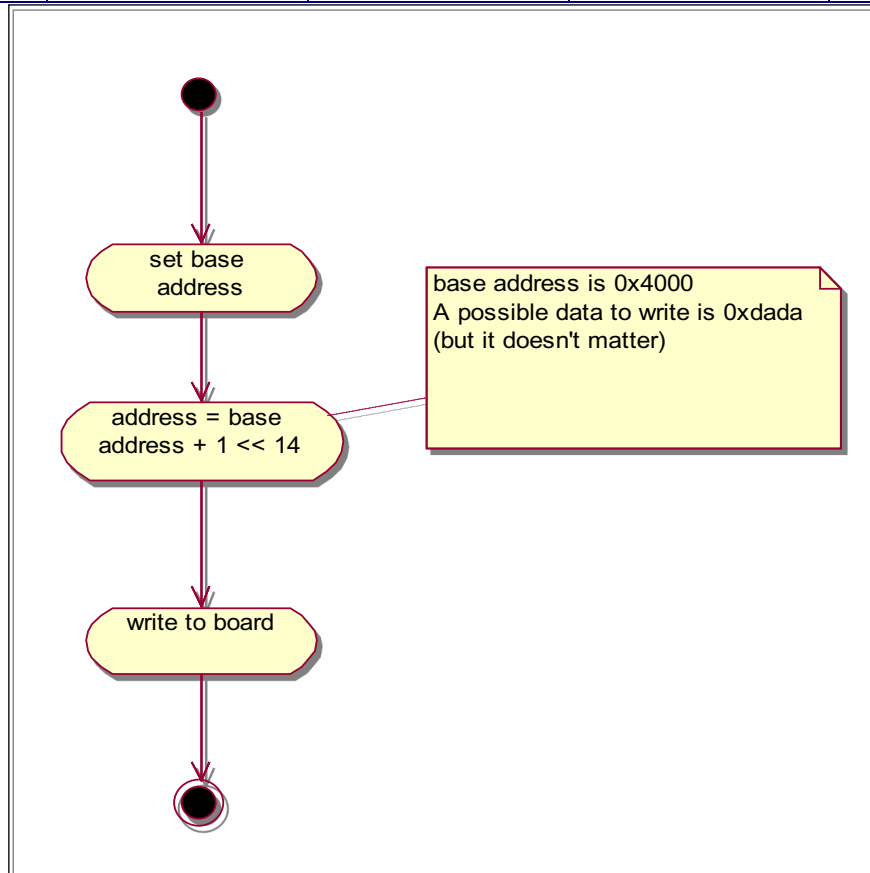 set base
address
base address is 0x4000
A possible data to write is 0xdada
(but it doesn't matter)
address = base
address + 1 << 14
write to board